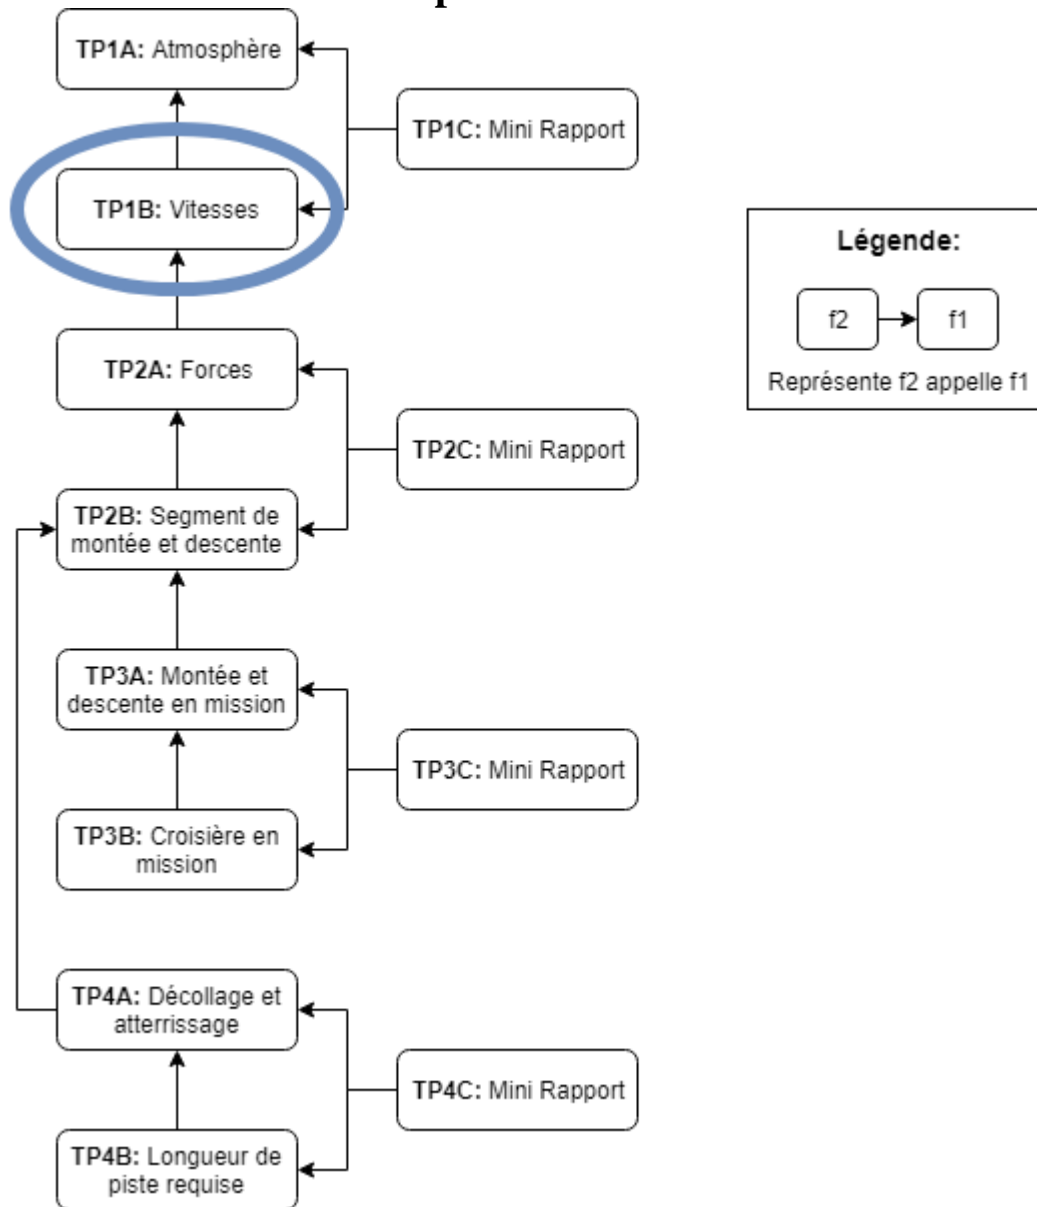 TP1A: Atmosphère
TP1C: Mini Rapport
TP1B: Vitesses
Légende:
f2
f1
Représente f2 appelle f1
TP2A: Forces
TP2C: Mini Rapport
TP2B: Segment de
montée et descente
TP3A: Montée et
descente en mission
TP3C: Mini Rapport
TP3B: Croisière en
mission
TP4A: Décollage et
atterrissage
TP4C: Mini Rapport
TP4B: Longueur de
piste requise